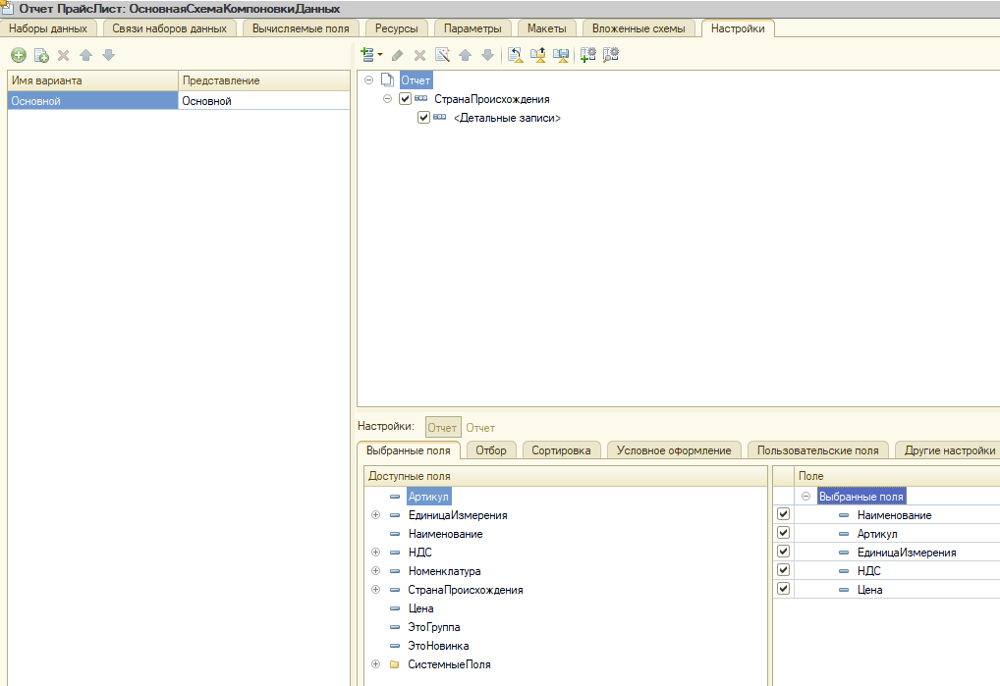 Отчет ПрайсЛист: ОсновнаяСхемаКомпоновкиДанных
Наборы данных Связи наборов данных Вычисляемые поля Ресурсы Параметры Макеты Вложенные схемы Настройки
Имя варианта Представление
Основной Основной
Отчет
СтранаПроисхождения
<Детальные записи>
Настройки: Отчет Отчет
Выбранные поля Отбор Сортировка Условное оформление Пользовательские поля Другие настройки
Доступные поля
Артикул
ЕдиницаИзмерения
Наименование
НДС
Номенклатура
СтранаПроисхождения
Цена
ЭтоГруппа
ЭтоНовинка
СистемныеПоля
Поле
Выбранные поля
Наименование
Артикул
ЕдиницаИзмерения
НДС
Цена